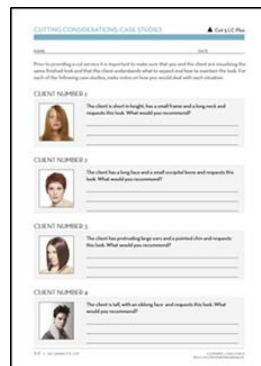 CUTTING CONSIDERATIONS: CASE STUDIES
NAME
DATE
Prior to providing a cut service it is important to make sure that you and the client are visualizing the
same finished look and that the client understands what to expect and how to maintain the look. For
each of the following case studies, make notes on how you would deal with each situation.
CLIENT NUMBER 1
The client is short in height, has a small frame and a long neck and
requests this look. What would you recommend?
CLIENT NUMBER 2
The client has a long face and a small occipital bone and requests this
look. What would you recommend?
CLIENT NUMBER 3
The client has protruding large ears and a pointed chin and requests
this look. What would you recommend?
CLIENT NUMBER 4
The client is tall, with an oblong face and requests this look. What
would you recommend?